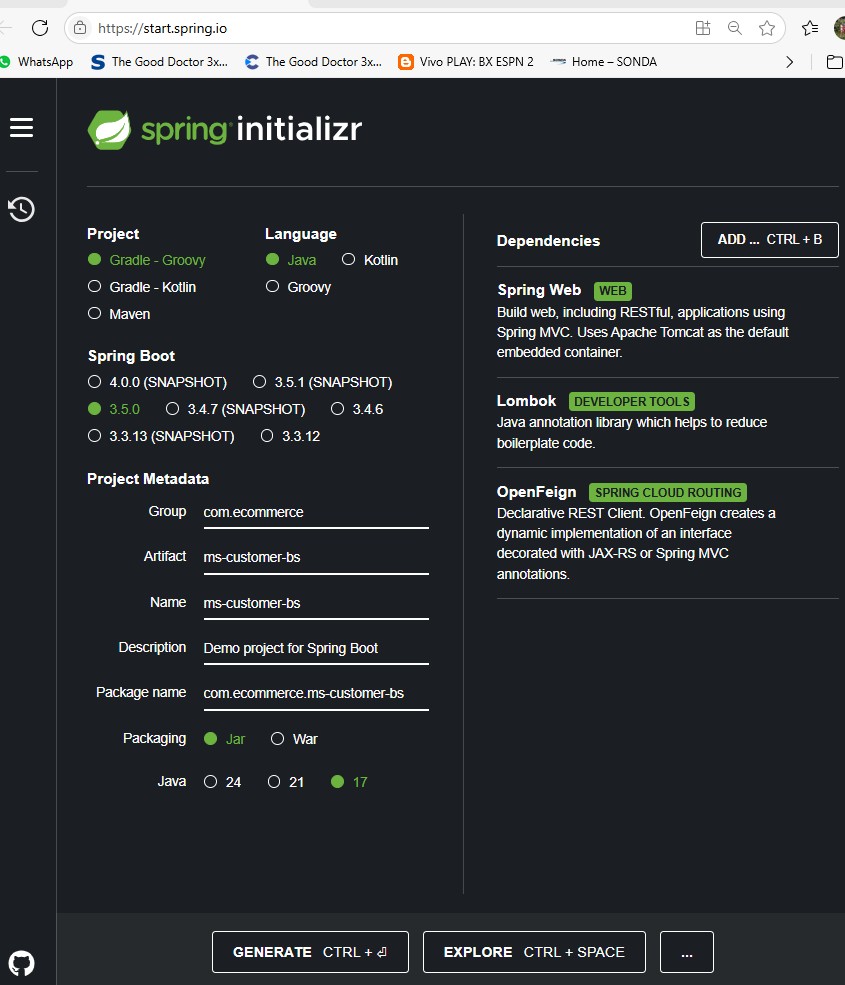 https://start.spring.io
WhatsApp
The Good Doctor 3x...
The Good Doctor 3x...
Vivo PLAY: BX ESPN 2
Home – SONDA
spring initializr
Project
Gradle - Groovy
Gradle - Kotlin
Maven
Language
Java
Kotlin
Groovy
Spring Boot
4.0.0 (SNAPSHOT)
3.5.1 (SNAPSHOT)
3.5.0
3.4.7 (SNAPSHOT)
3.4.6
3.3.13 (SNAPSHOT)
3.3.12
Project Metadata
Group com.ecommerce
Artifact ms-customer-bs
Name ms-customer-bs
Description Demo project for Spring Boot
Package name com.ecommerce.ms-customer-bs
Packaging Jar War
Java 24 21 17
Dependencies
ADD ... CTRL + B
Spring Web WEB
Build web, including RESTful, applications using
Spring MVC. Uses Apache Tomcat as the default
embedded container.
Lombok DEVELOPER TOOLS
Java annotation library which helps to reduce
boilerplate code.
OpenFeign SPRING CLOUD ROUTING
Declarative REST Client. OpenFeign creates a
dynamic implementation of an interface
decorated with JAX-RS or Spring MVC
annotations.
GENERATE CTRL + ⏎
EXPLORE CTRL + SPACE
...